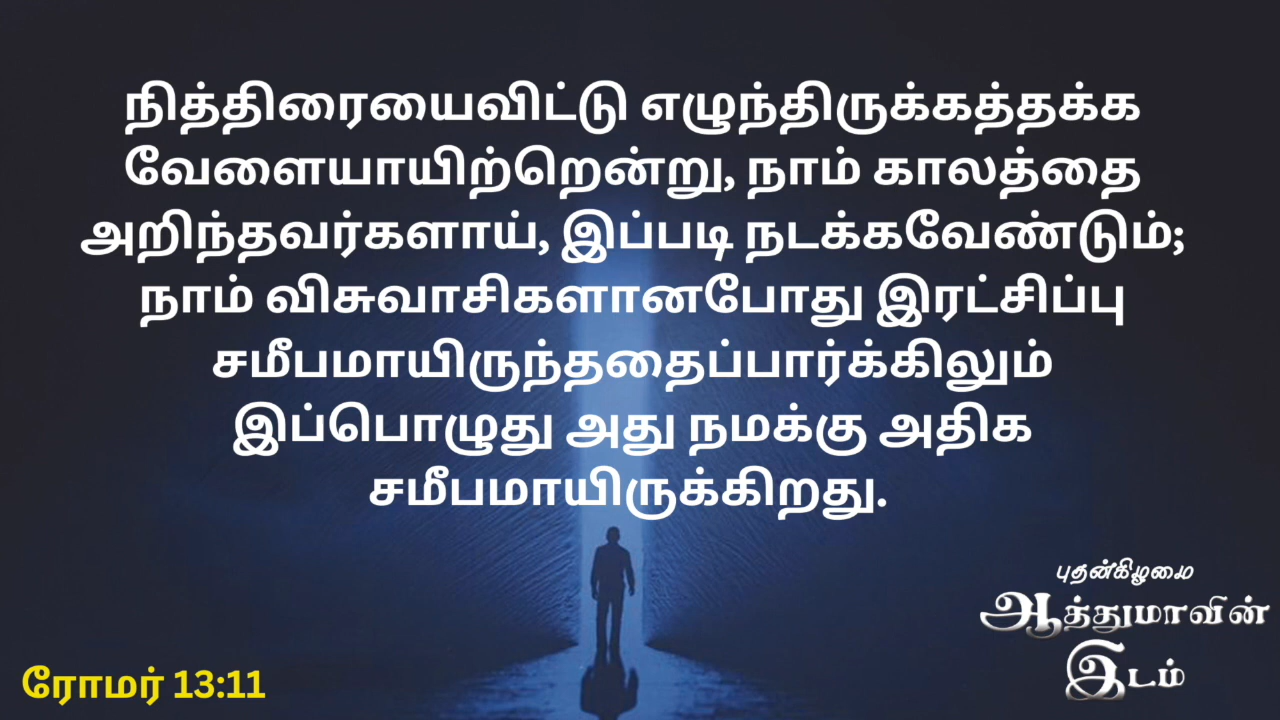 நித்திரையைவிட்டு எழுந்திருக்கத்தக்க
வேளையாயிற்றென்று, நாம் காலத்தை
அறிந்தவர்களாய், இப்படி நடக்கவேண்டும்;
நாம் விசுவாசிகளானபோது இரட்சிப்பு
சமீபமாயிருந்ததைப்பார்க்கிலும்
இப்பொழுது அது நமக்கு அதிக
சமீபமாயிருக்கிறது.
புதன்கிழமை
ஆத்துமாவின்
இடம்
ரோமர் 13:11